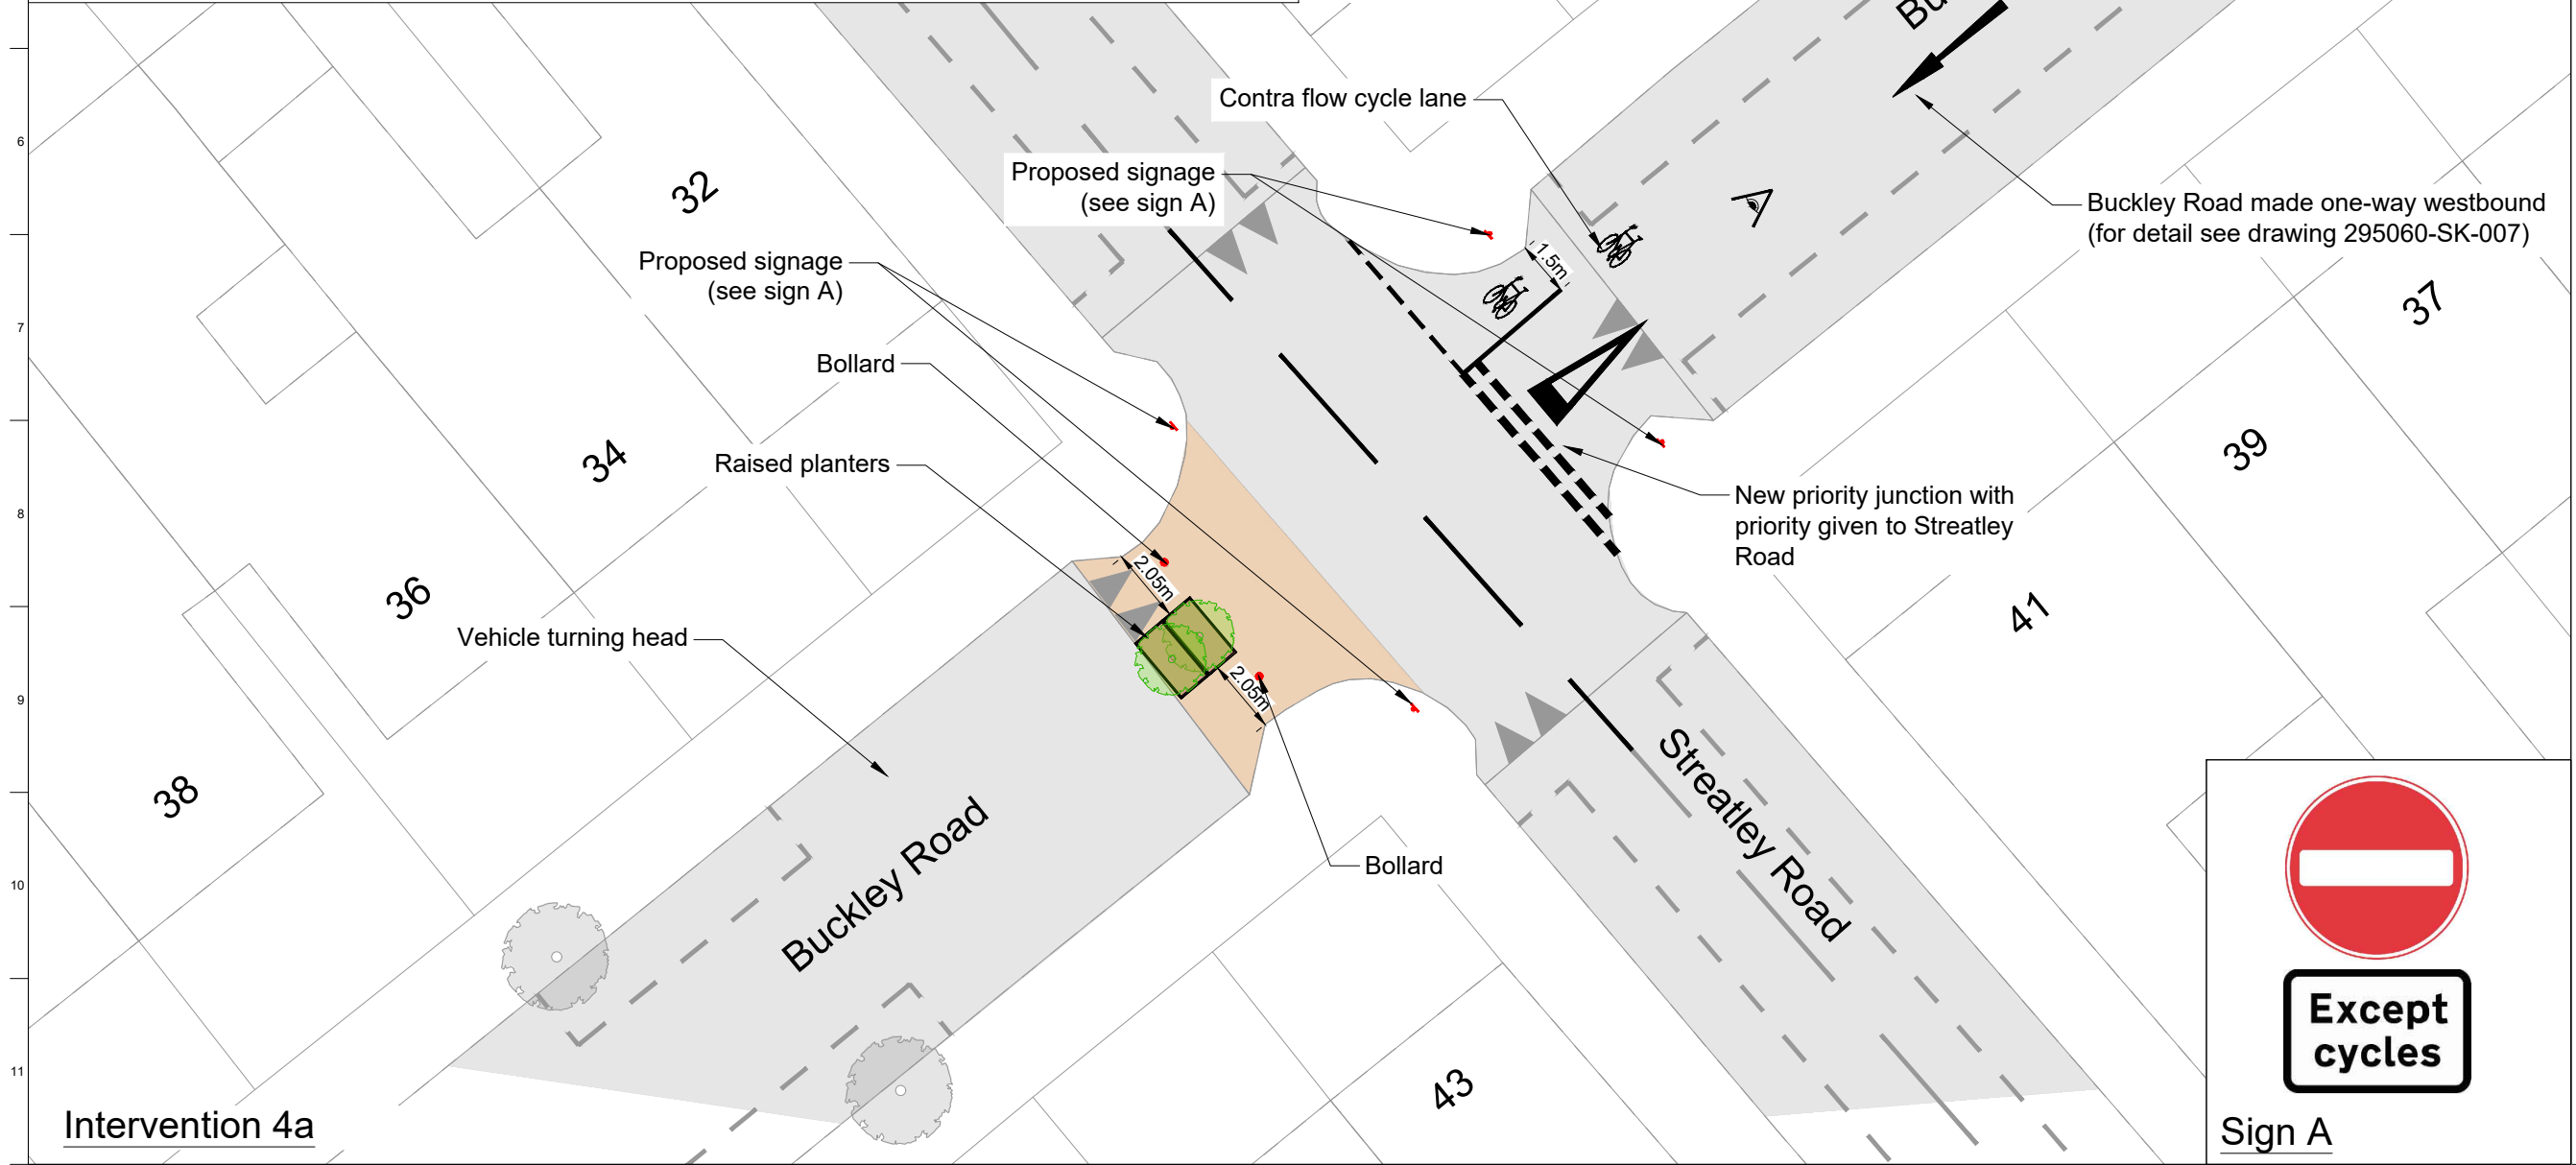 Bu
Contra flow cycle lane
6
Proposed signage
(see sign A)
32
Buckley Road made one-way westbound
(for detail see drawing 295060-SK-007)
1.5m
Proposed signage
(see sign A)
37
7
Bollard
34
Raised planters
39
New priority junction with
priority given to Streatley
Road
8
2.05m
36
41
Vehicle turning head
2.05m
9
Streatley Road
38
Buckley Road
Bollard
10
Except
cycles
11
43
Intervention 4a
Sign A